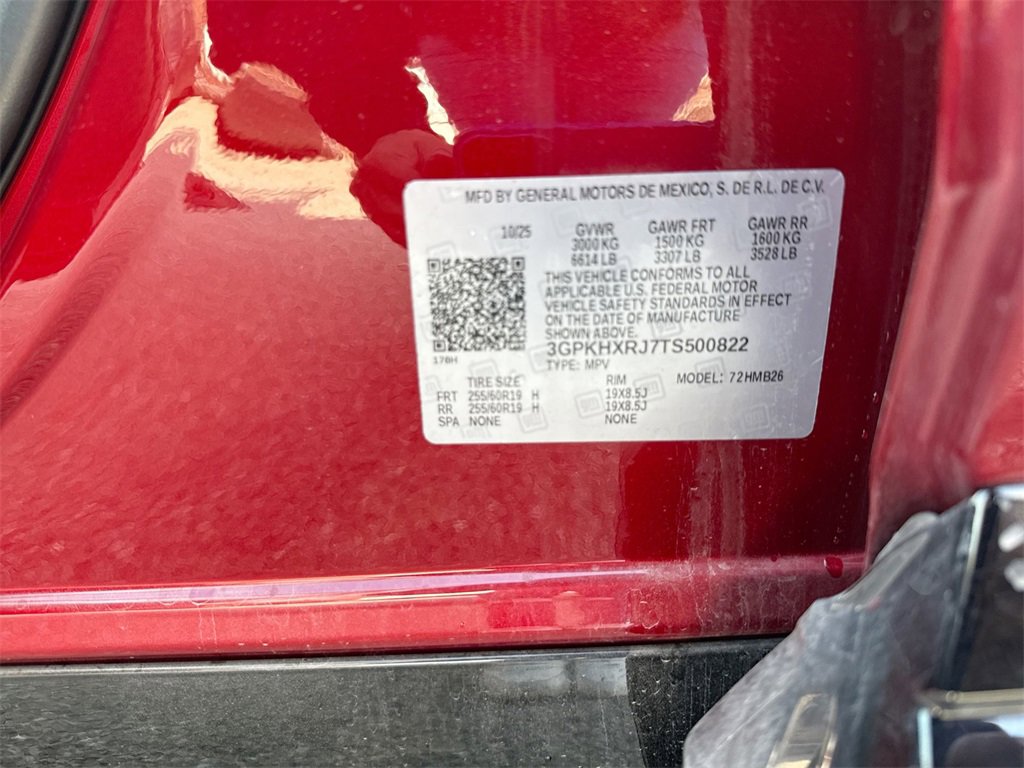 MFD BY GENERAL MOTORS DE MEXICO, S. DE R.L. DE C.V.
10/25 GVWR GAWR FRT GAWR RR
3000 KG 1500 KG 1600 KG
6614 LB 3307 LB 3528 LB
THIS VEHICLE CONFORMS TO ALL
APPLICABLE U.S. FEDERAL MOTOR
VEHICLE SAFETY STANDARDS IN EFFECT
ON THE DATE OF MANUFACTURE
SHOWN ABOVE.
3GPKHXRJ7TS500822
170H
TYPE: MPV MODEL: 72HMB26
TIRE SIZE RIM
FRT 255/60R19 H 19X8.5J
RR 255/60R19 H 19X8.5J
SPA NONE NONE